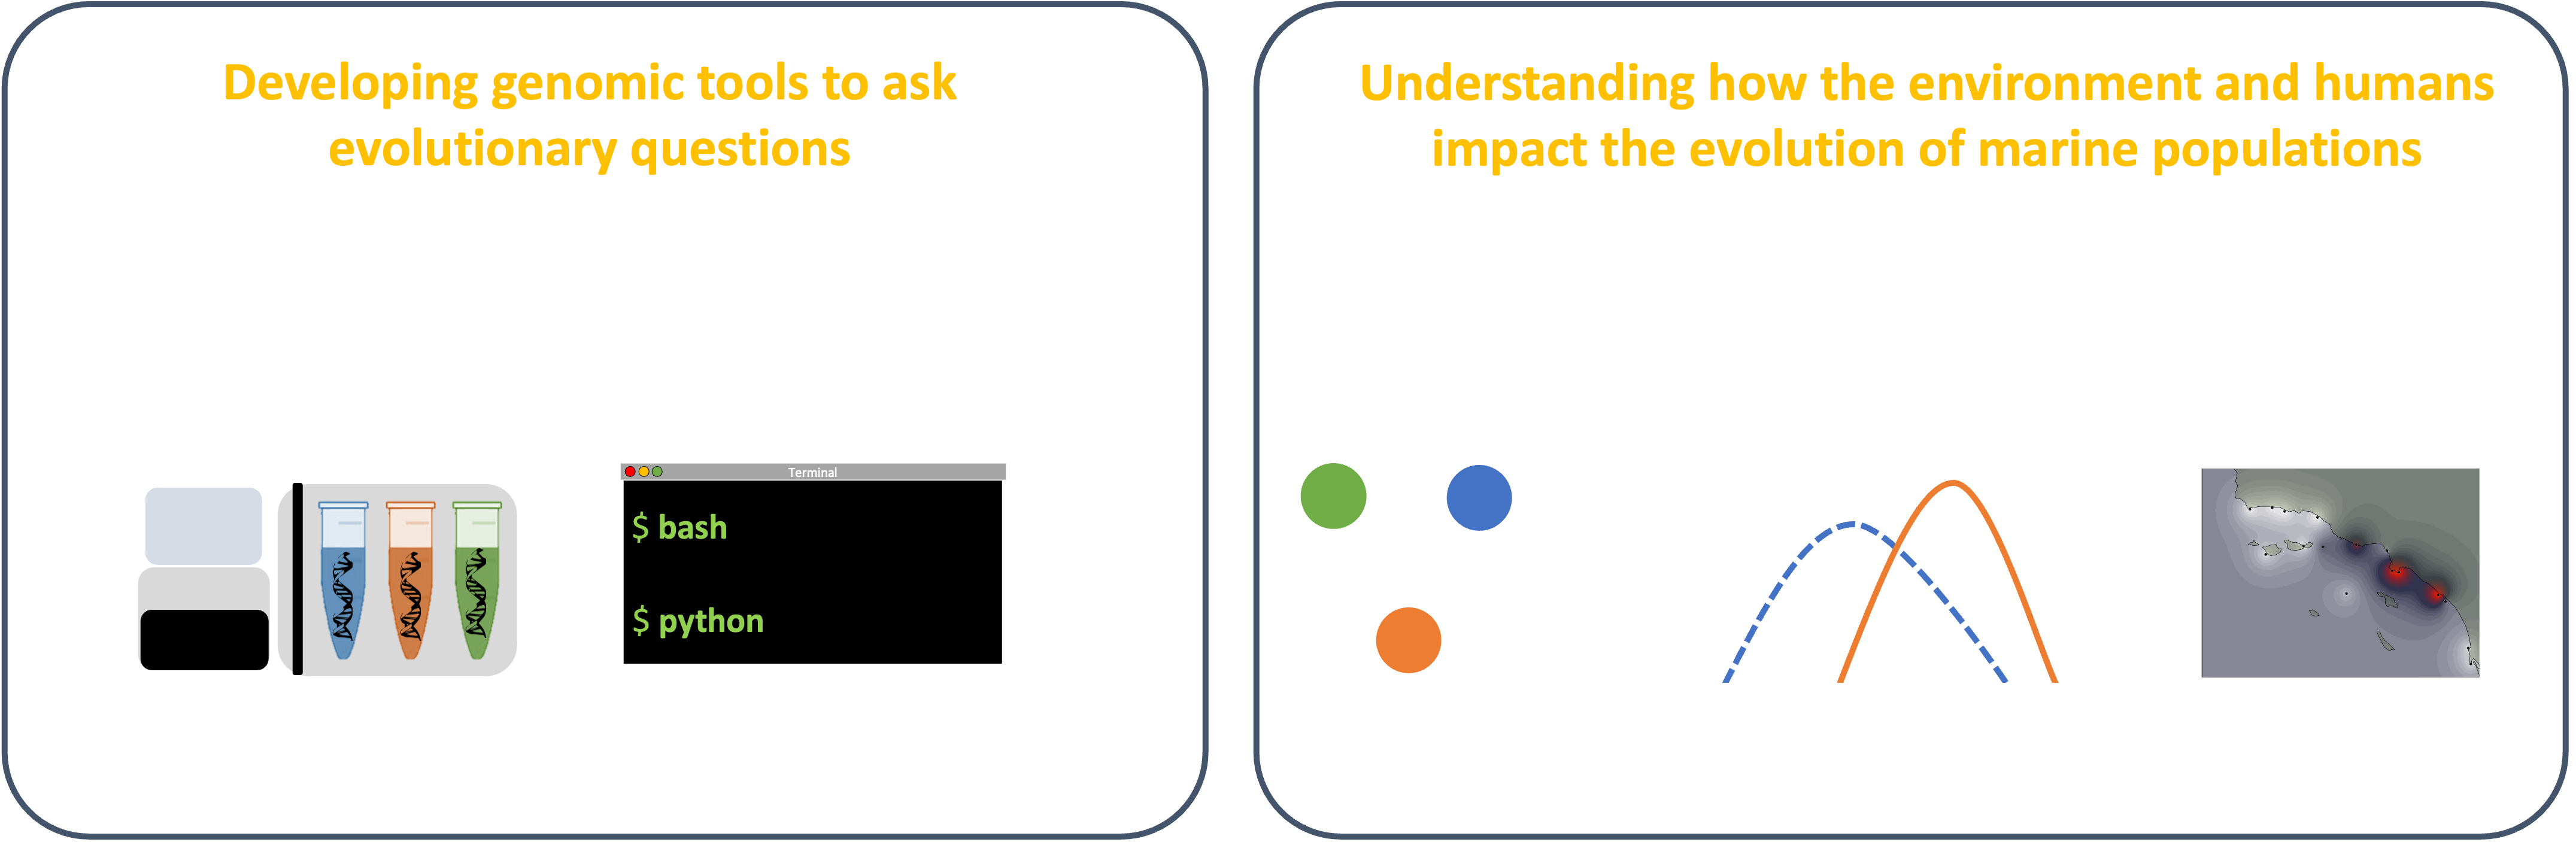 Developing genomic tools to ask
evolutionary questions
Terminal
$ bash
$ python
Understanding how the environment and humans
impact the evolution of marine populations